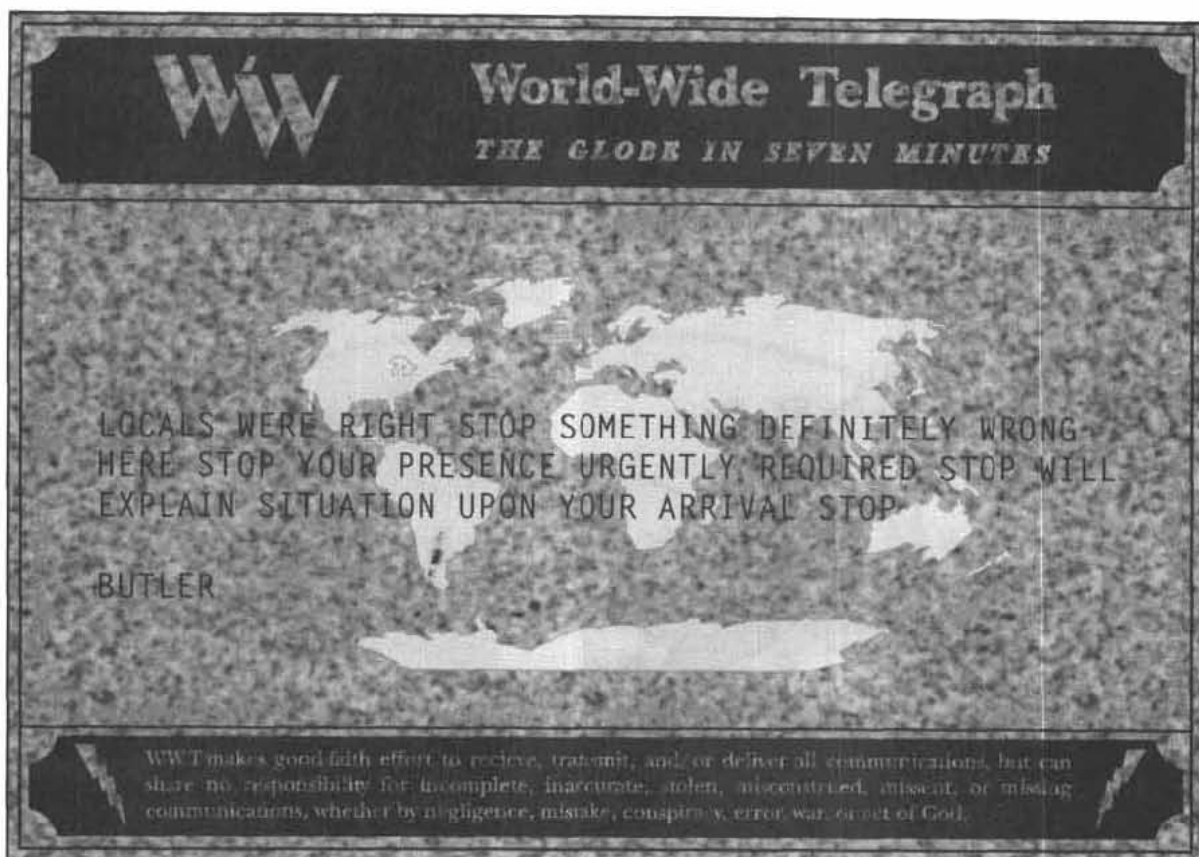 WW
World-Wide Telegraph
THE GLOBE IN SEVEN MINUTES
LOCALS WERE RIGHT STOP SOMETHING DEFINITELY WRONG
HERE STOP YOUR PRESENCE URGENTLY REQUIRED STOP WILL
EXPLAIN SITUATION UPON YOUR ARRIVAL STOP
BUTLER
WWT makes good faith effort to recieve, transmit, and/or deliver all communications, but can
share no responsibility for incomplete, inaccurate, stolen, misconstrued, missent, or missing
communications, whether by negligence, mistake, conspiracy, error, war, or act of God.